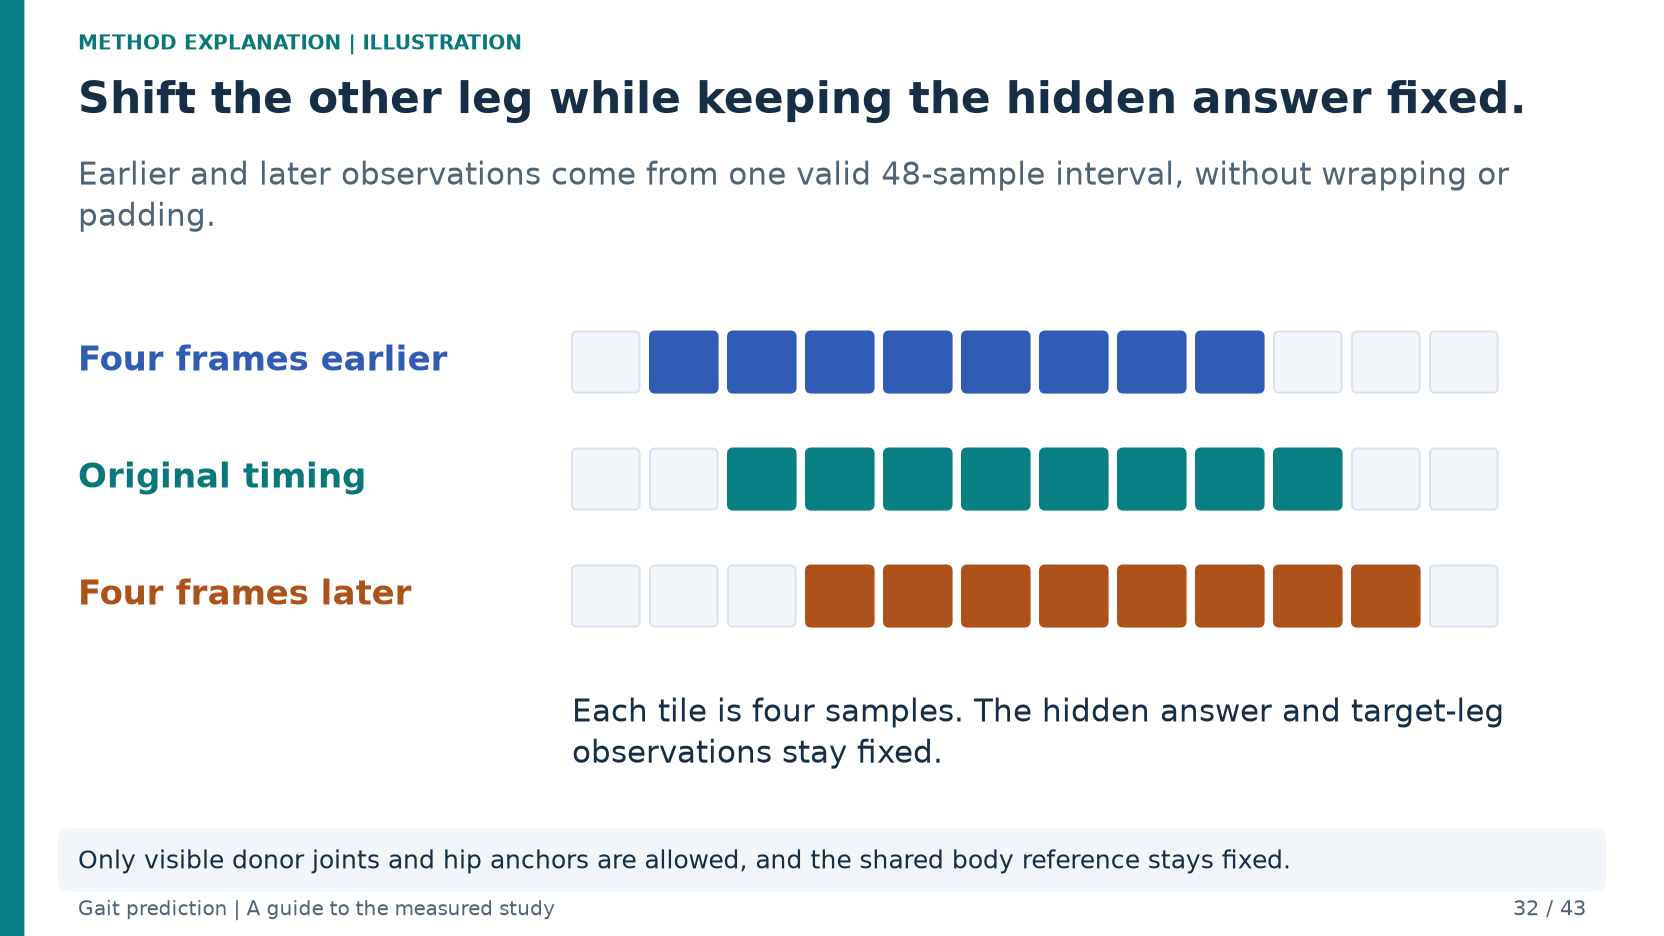 METHOD EXPLANATION | ILLUSTRATION
Shift the other leg while keeping the hidden answer fixed.
Earlier and later observations come from one valid 48-sample interval, without wrapping or
padding.
Four frames earlier
Original timing
Four frames later
Each tile is four samples. The hidden answer and target-leg
observations stay fixed.
Only visible donor joints and hip anchors are allowed, and the shared body reference stays fixed.
Gait prediction | A guide to the measured study
32 / 43